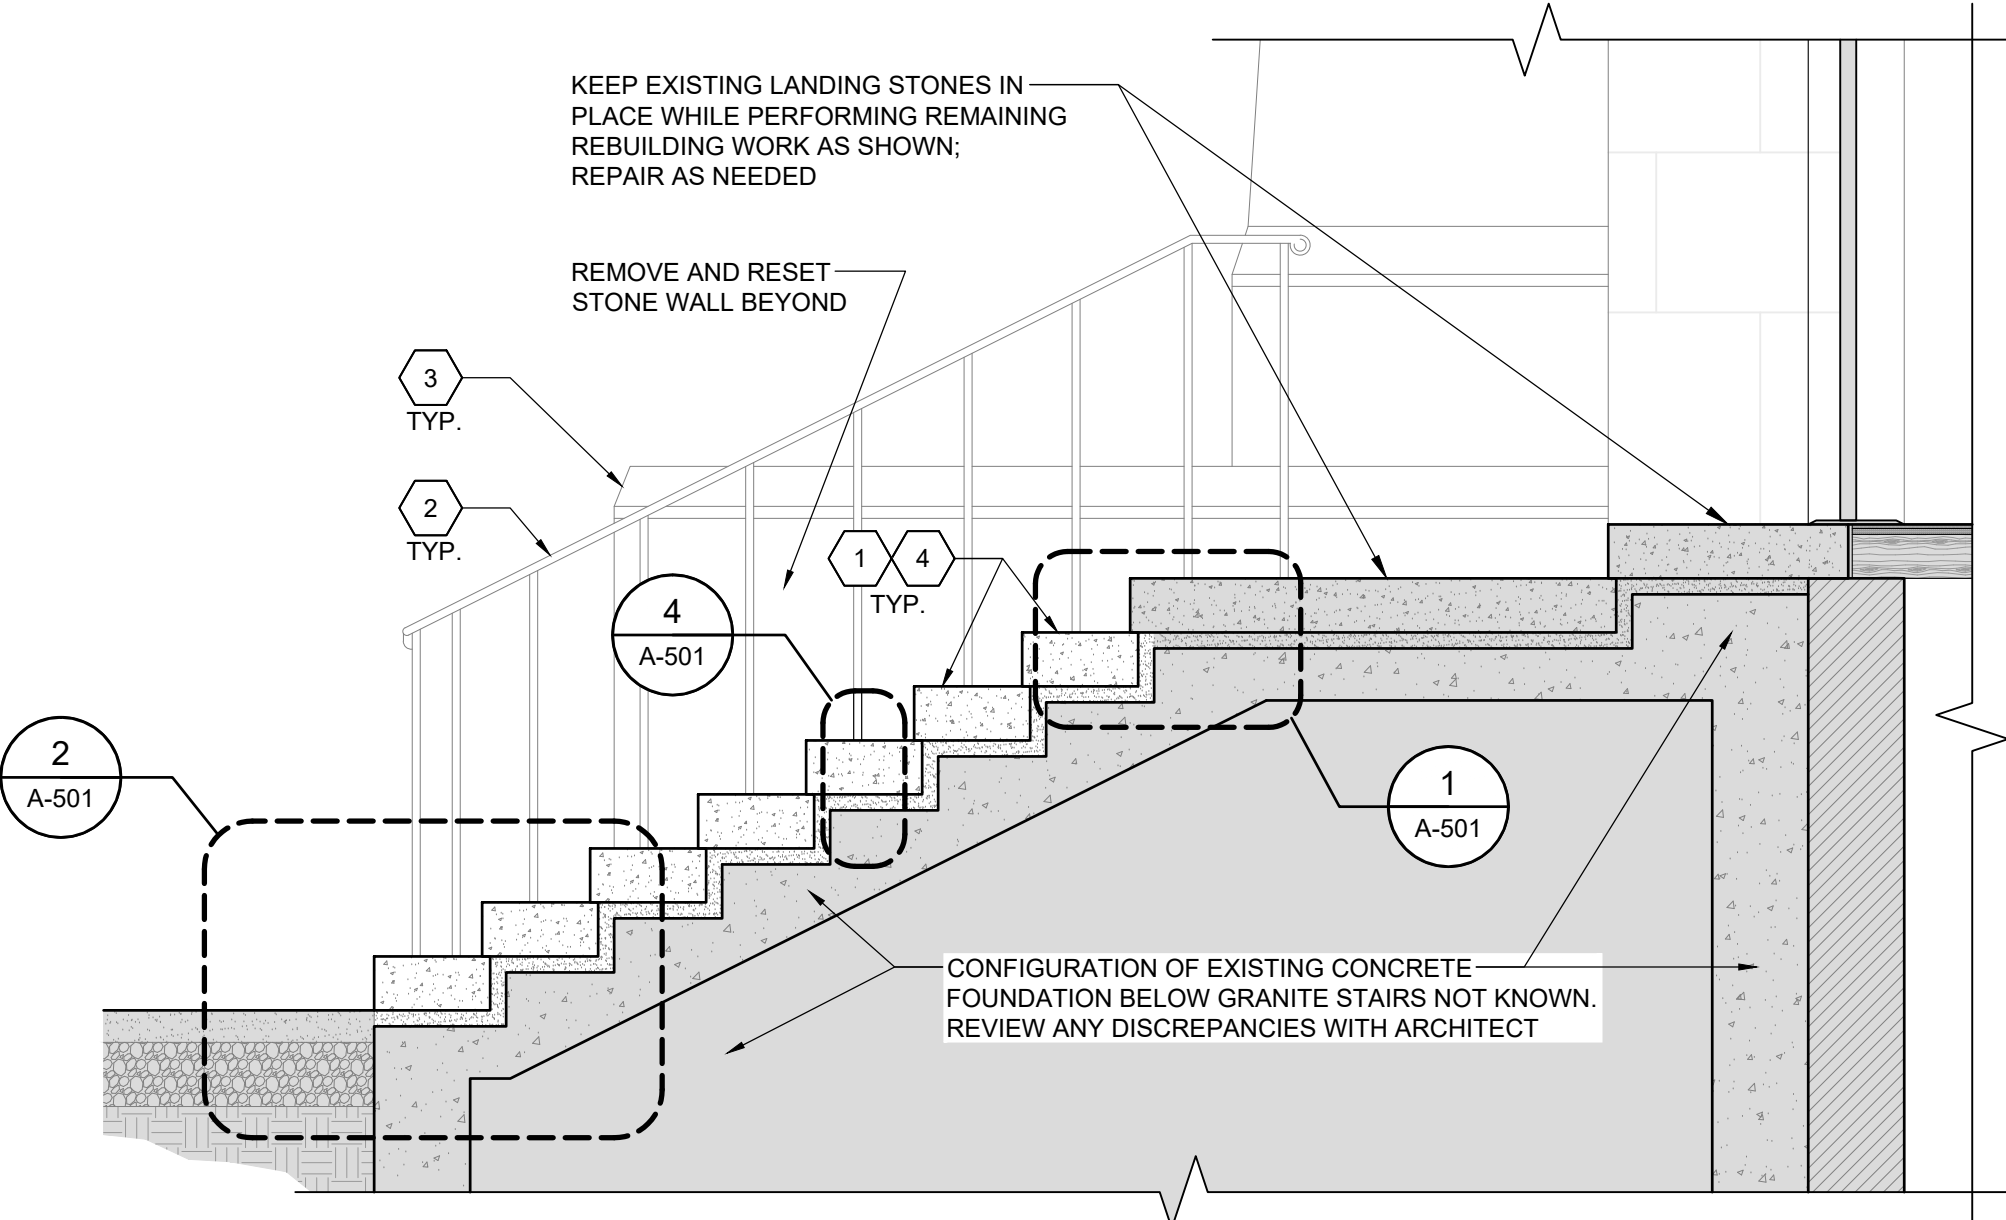 KEEP EXISTING LANDING STONES IN
PLACE WHILE PERFORMING REMAINING
REBUILDING WORK AS SHOWN;
REPAIR AS NEEDED
REMOVE AND RESET
STONE WALL BEYOND
3
TYP.
2
TYP.
1 4
TYP.
4
A-501
2
A-501
1
A-501
CONFIGURATION OF EXISTING CONCRETE
FOUNDATION BELOW GRANITE STAIRS NOT KNOWN.
REVIEW ANY DISCREPANCIES WITH ARCHITECT